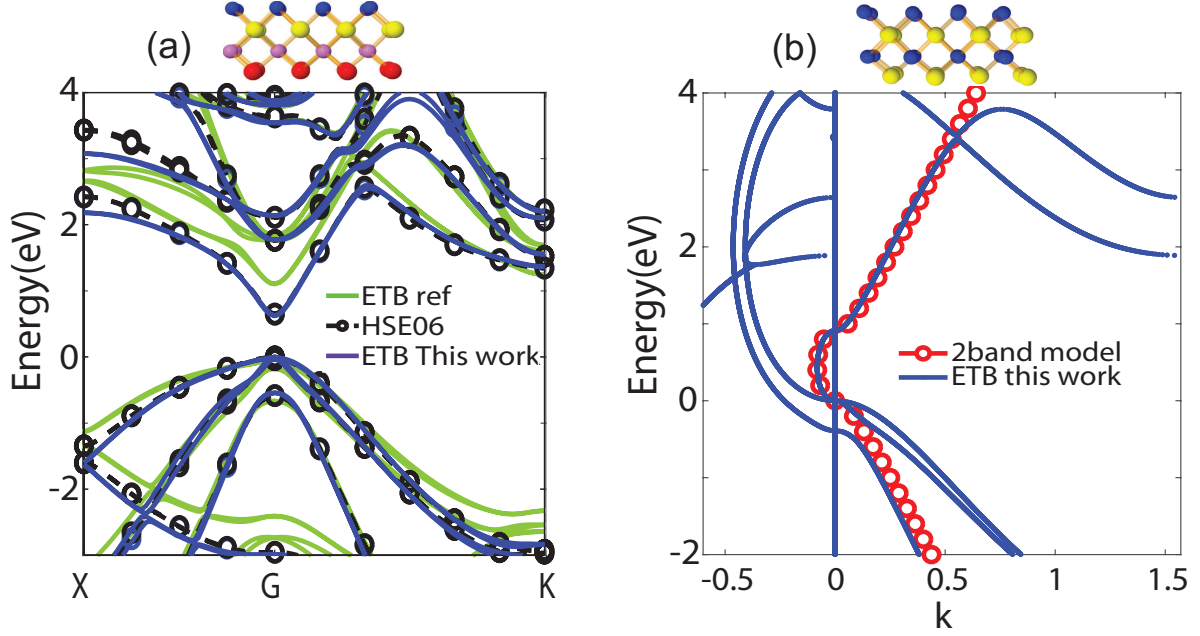 (a)
4
2
0
-2
Energy(eV)
ETB ref
HSE06
ETB This work
X
G
K
(b)
4
2
0
-2
Energy(eV)
2band model
ETB this work
-0.5
0
0.5
1
1.5
k